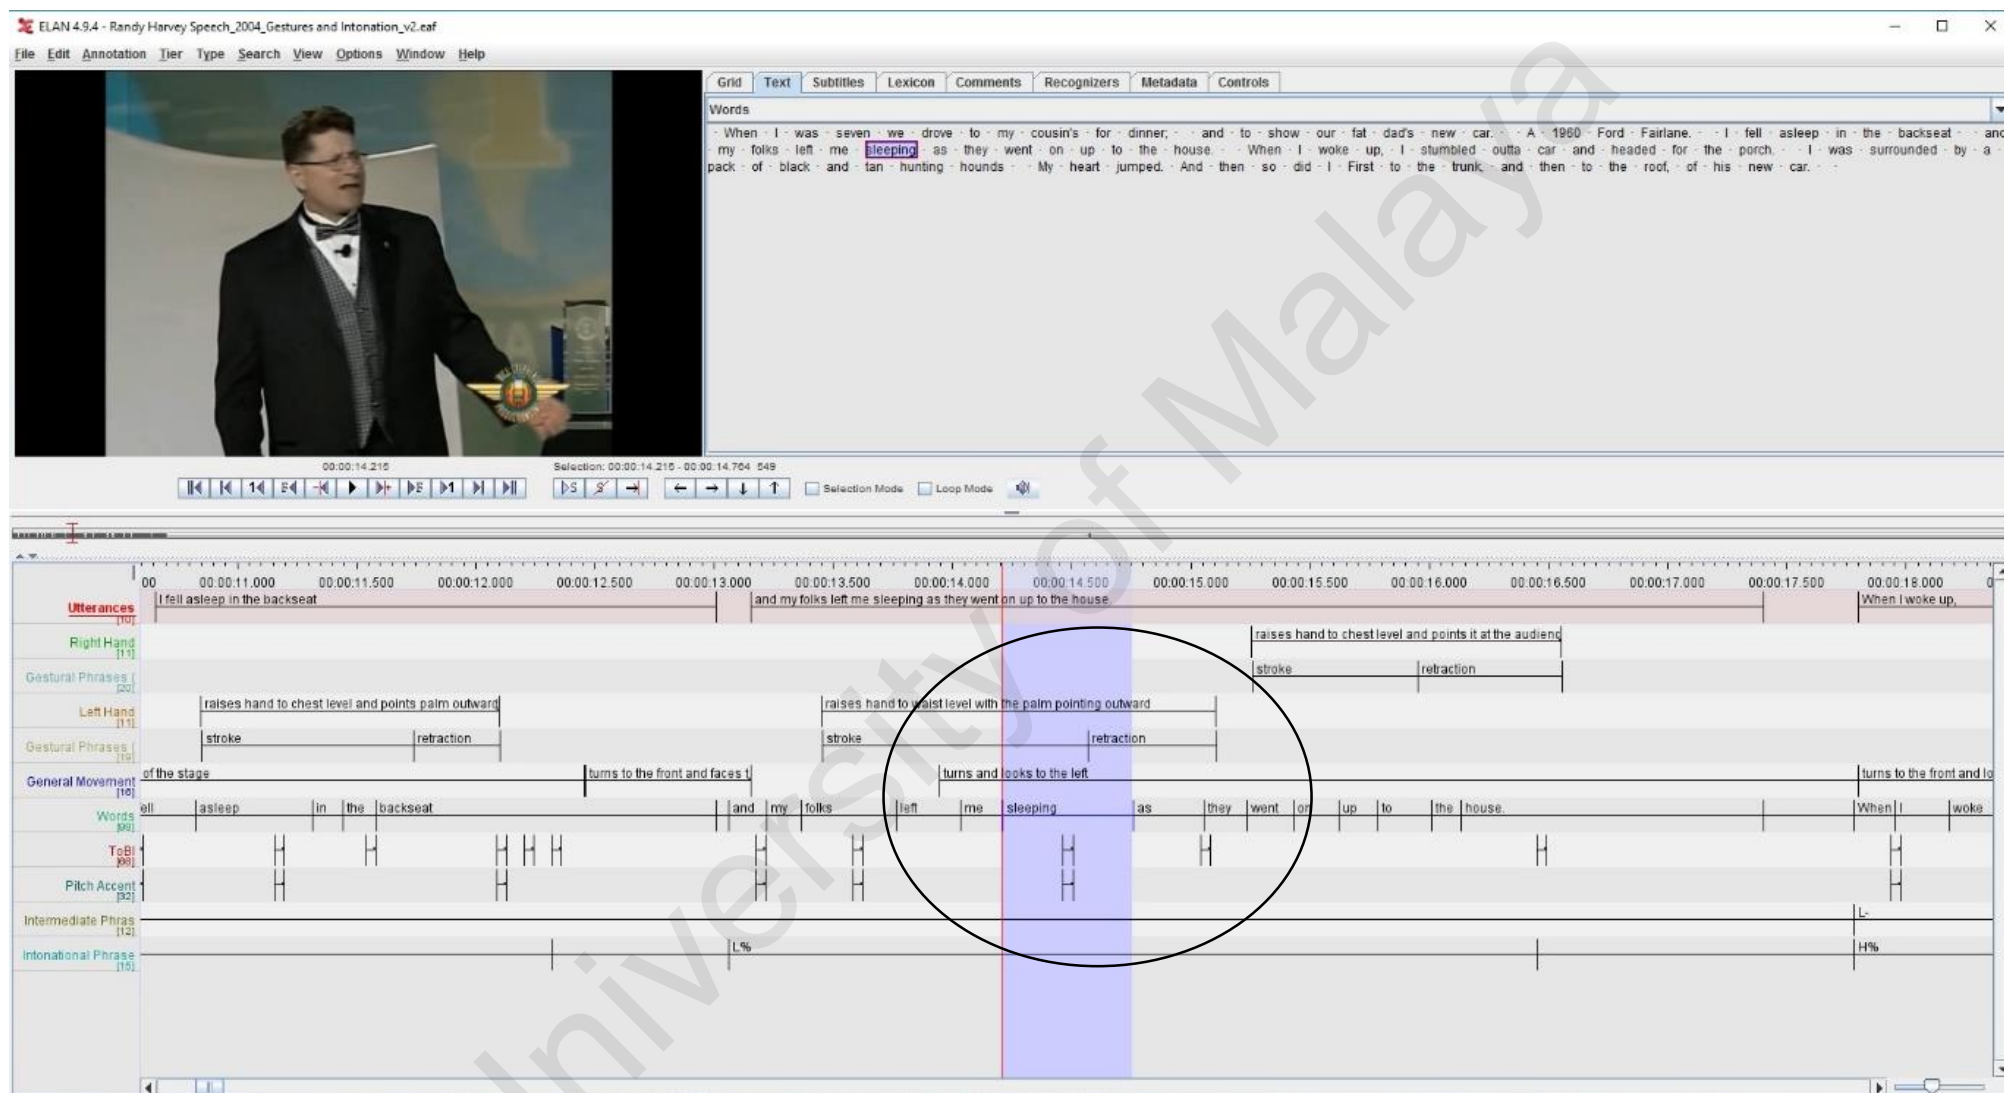 ELAN 4.9.4 - Randy Harvey Speech_2004_Gestures and Intonation_v2.eaf
File Edit Annotation Tier Type Search View Options Window Help
Grid Text Subtitles Lexicon Comments Recognizers Metadata Controls
Words
- When - I - was - seven - we - drove - to - my - cousin's - for - dinner; - - and - to - show - our - fat - dad's - new - car. - - A - 1960 - Ford - Fairlane. - - I - fell - asleep - in - the - backseat - - and
- my - folks - left - me - sleeping - as - they - went - on - up - to - the - house. - - When - I - woke - up, - I - stumbled - outta - car - and - headed - for - the - porch. - - I - was - surrounded - by - a -
pack - of - black - and - tan - hunting - hounds - - My - heart - jumped. - And - then - so - did - I - First - to - the - trunk, - and - then - to - the - roof, - of - his - new - car. - -
00:00:14.215 Selection: 00:00:14.215 - 00:00:14.764 549
Selection Mode Loop Mode
00 00:00:11.000 00:00:11.500 00:00:12.000 00:00:12.500 00:00:13.000 00:00:13.500 00:00:14.000 00:00:14.500 00:00:15.000 00:00:15.500 00:00:16.000 00:00:16.500 00:00:17.000 00:00:17.500 00:00:18.000
Utterances [10] I fell asleep in the backseat and my folks left me sleeping as they went on up to the house. When I woke up,
Right Hand [11] raises hand to chest level and points it at the audienc
Gestural Phrases ( [20] stroke retraction
Left Hand [11] raises hand to chest level and points palm outward raises hand to waist level with the palm pointing outward
Gestural Phrases ( [19] stroke retraction stroke retraction
General Movement [16] of the stage turns to the front and faces t turns and looks to the left turns to the front and lo
Words [99] ell asleep in the backseat and my folks left me sleeping as they went on up to the house. When I woke
ToBI
Pitch Accent [32]
Intermediate Phras [12] L-
Intonational Phrase [15] L% H%
University of Malaya